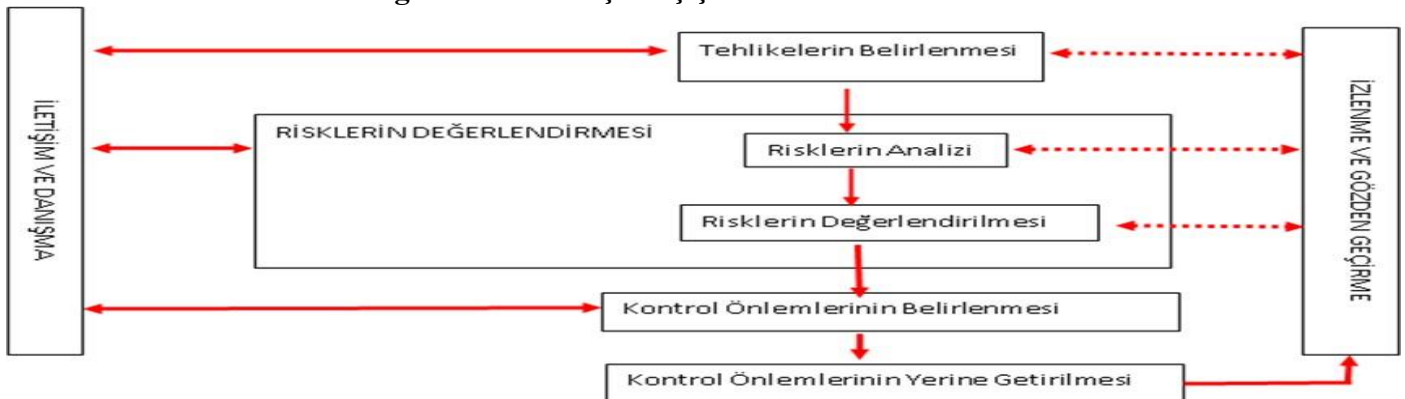 Tehlikelerin Belirlenmesi
İLETİŞİM VE DANIŞMA
RİSKLERİN DEĞERLENDİRMESİ
Risklerin Analizi
Risklerin Değerlendirilmesi
Kontrol Önlemlerinin Belirlenmesi
Kontrol Önlemlerinin Yerine Getirilmesi
İZLENME VE GÖZDEN GEÇİRME